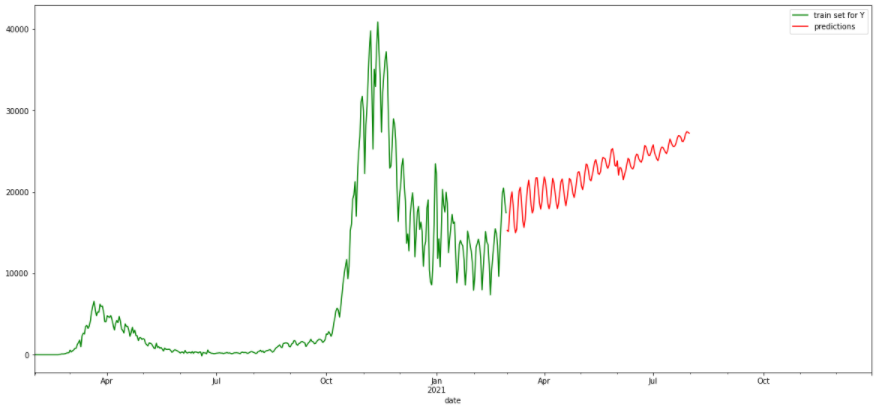 train set for Y
predictions
40000
30000
20000
10000
0
Apr
Jul
Oct
Jan
2021
Apr
Jul
Oct
date